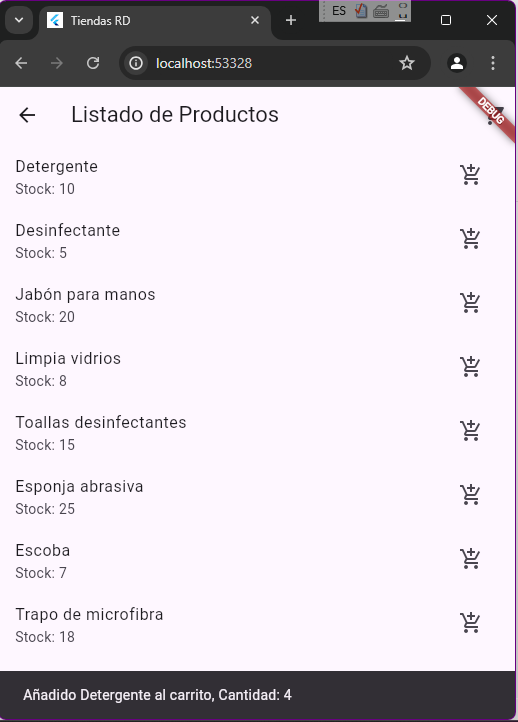 Tiendas RD
ES
localhost:53328
Listado de Productos
DEBUG
Detergente
Stock: 10
Desinfectante
Stock: 5
Jabón para manos
Stock: 20
Limpia vidrios
Stock: 8
Toallas desinfectantes
Stock: 15
Esponja abrasiva
Stock: 25
Escoba
Stock: 7
Trapo de microfibra
Stock: 18
Añadido Detergente al carrito, Cantidad: 4